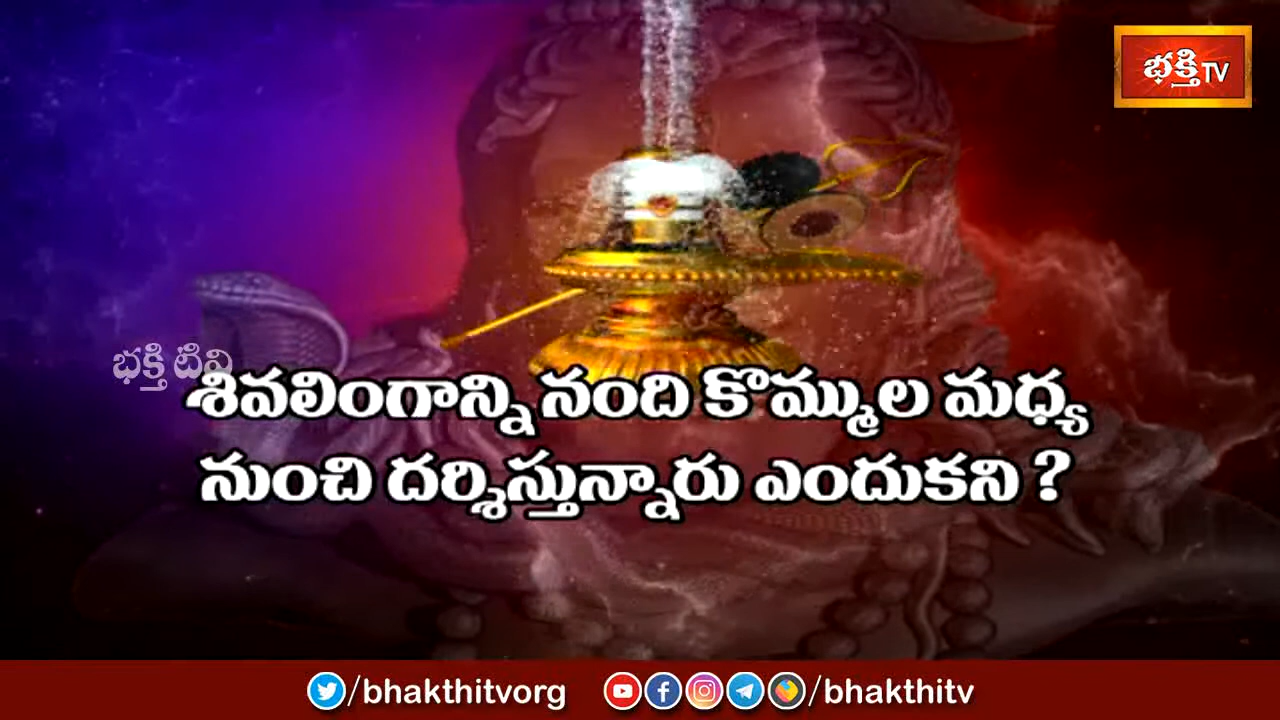 భక్తి TV
భక్తి టివి
శివలింగాన్ని నంది కొమ్ముల మధ్య
నుంచి దర్శిస్తున్నారు ఎందుకని ?
/bhakthitvorg /bhakthitv